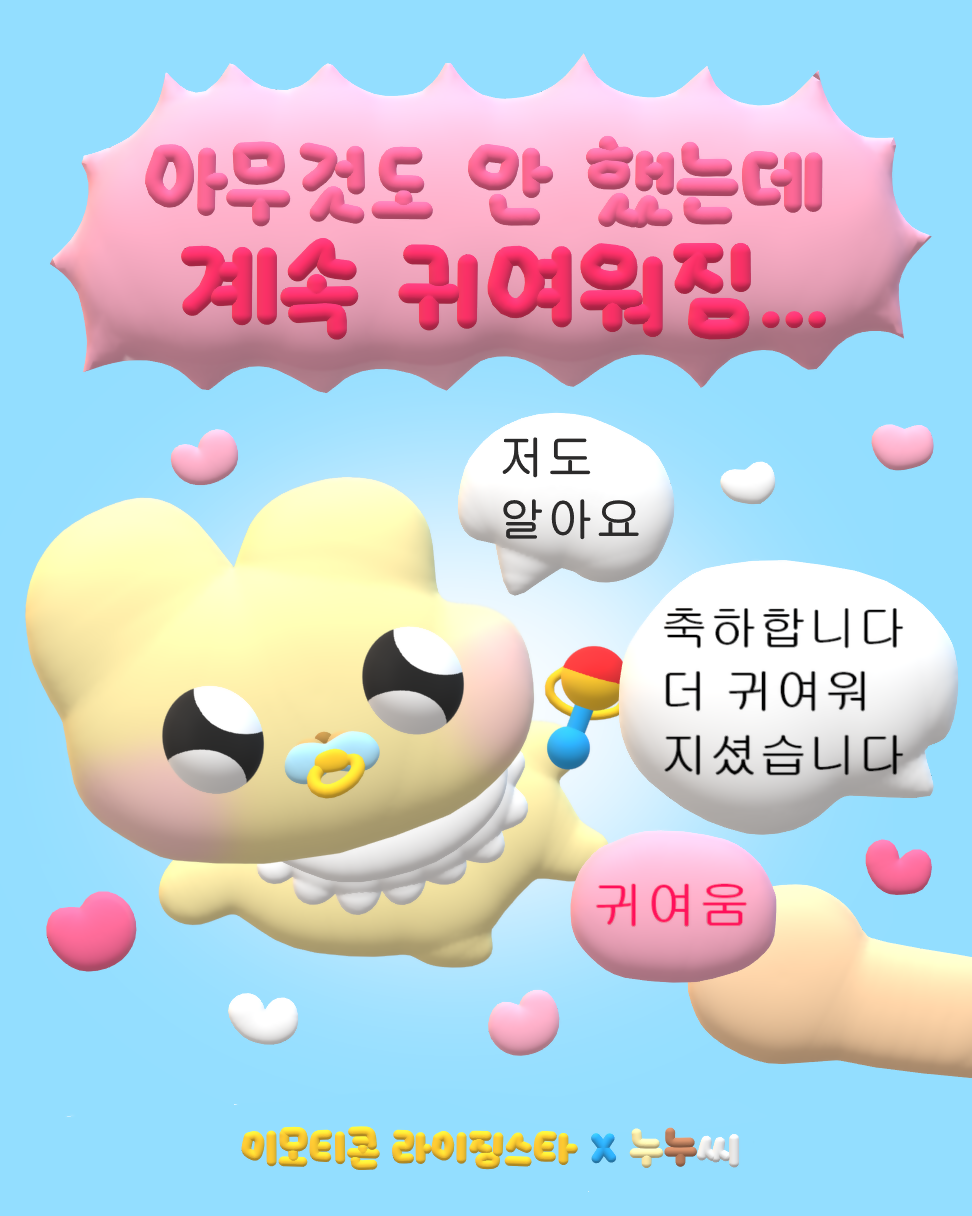 아무것도 안 했는데
계속 귀여워짐...
저도
알아요
축하합니다
더 귀여워
지셨습니다
귀여움
이모티콘 라이징스타 X 누누씨